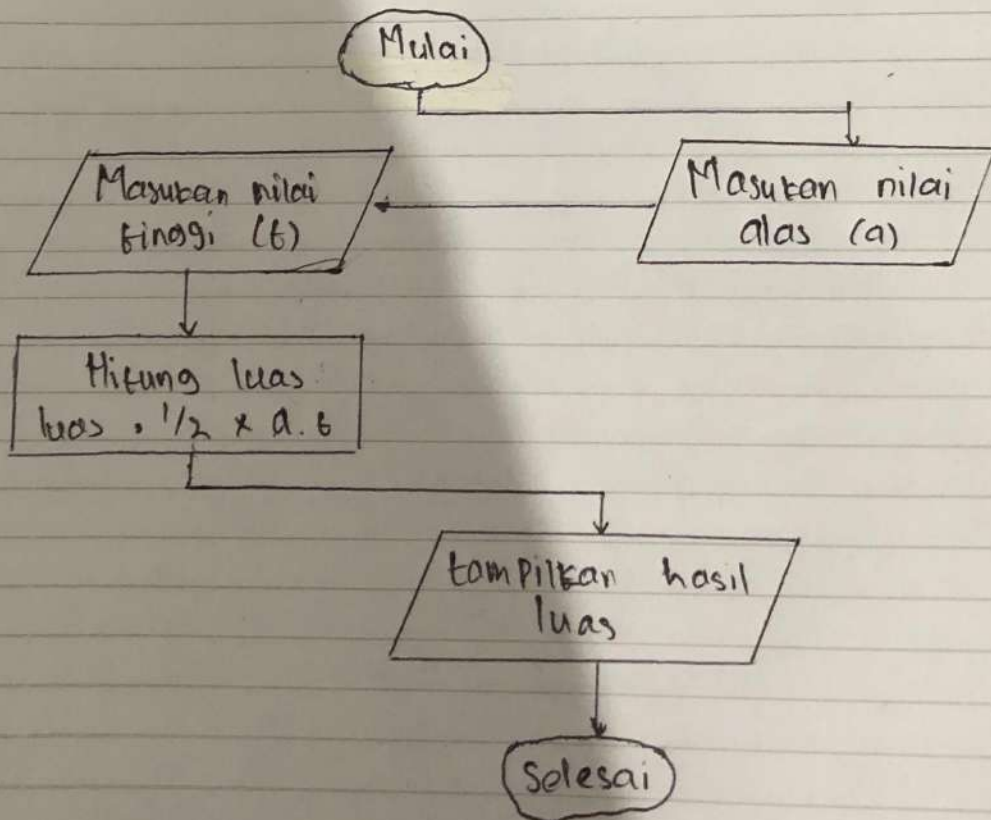 Mulai
Masukan nilai
alas (a)
Masukan nilai
tinggi (t)
Hitung luas
luas = 1/2 x a.t
tampilkan hasil
luas
Selesai